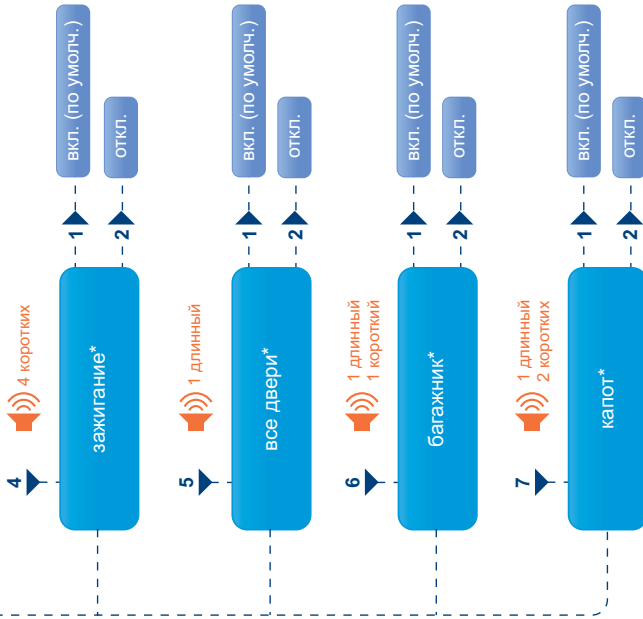 4
4 коротких
зажигание*
1
вкл. (по умолч.)
2
откл.
5
1 длинный
все двери*
1
вкл. (по умолч.)
2
откл.
6
1 длинный
1 короткий
багажник*
1
вкл. (по умолч.)
2
откл.
7
1 длинный
2 коротких
капот*
1
вкл. (по умолч.)
2
откл.